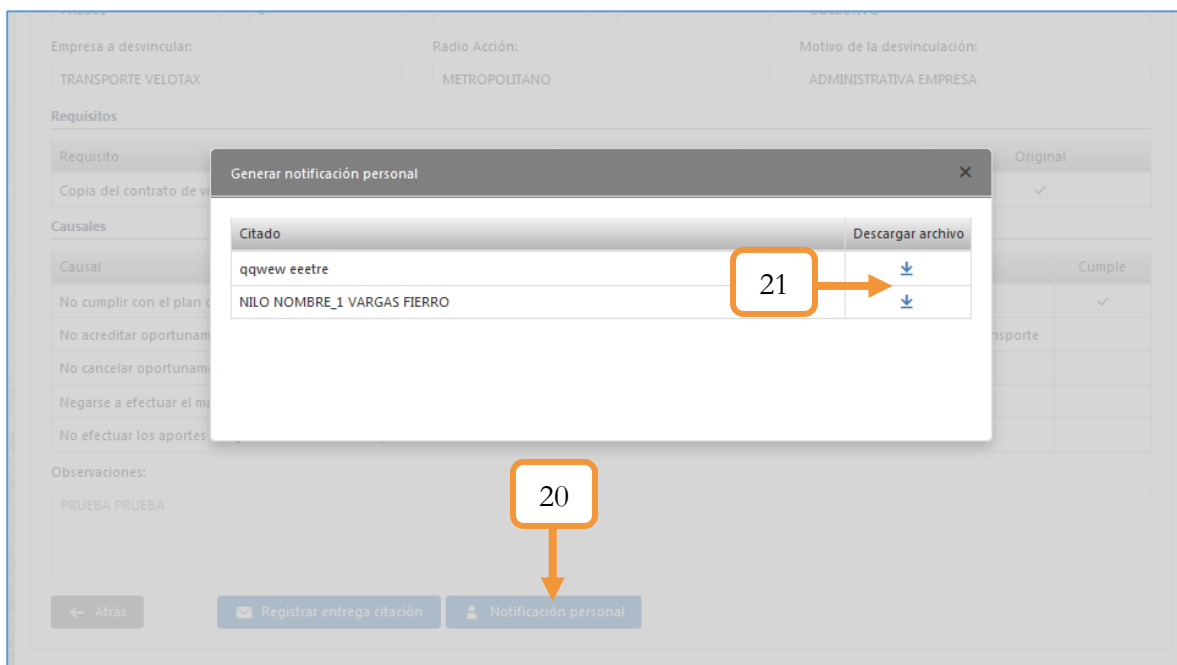 Empresa a desvincular: Radio Acción: Motivo de la desvinculación:
TRANSPORTE VELOTAX METROPOLITANO ADMINISTRATIVA EMPRESA
Requisitos
Requisito Original
Copia del contrato de vi
Generar notificación personal
Citado Descargar archivo
qqwew eeetre
NILO NOMBRE_1 VARGAS FIERRO
21
Causales
Causal Cumple
No cumplir con el plan
No acreditar oportunam nsporte
No cancelar oportunam
Negarse a efectuar el ma
No efectuar los aportes
Observaciones:
PRUEBA PRUEBA
20
Atrás Registrar entrega citación Notificación personal